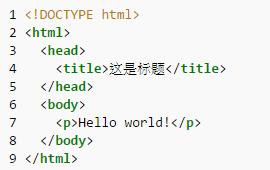 1 <!DOCTYPE html>
2 <html>
3   <head>
4     <title>这是标题</title>
5   </head>
6   <body>
7     <p>Hello world!</p>
8   </body>
9 </html>